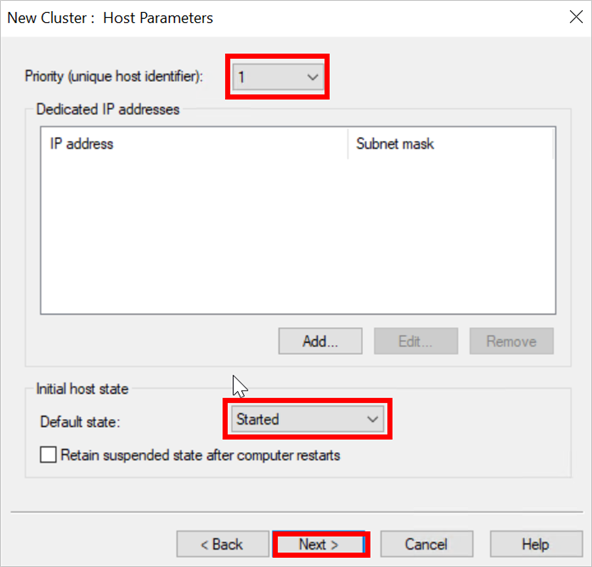 New Cluster :  Host Parameters
Priority (unique host identifier): 1
Dedicated IP addresses
IP address Subnet mask
Add... Edit... Remove
Initial host state
Default state: Started
Retain suspended state after computer restarts
< Back Next > Cancel Help